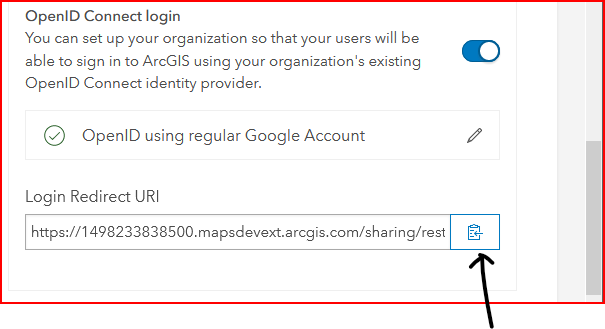 OpenID Connect login
You can set up your organization so that your users will be
able to sign in to ArcGIS using your organization's existing
OpenID Connect identity provider.
OpenID using regular Google Account
Login Redirect URI
https://1498233838500.mapsdevext.arcgis.com/sharing/rest